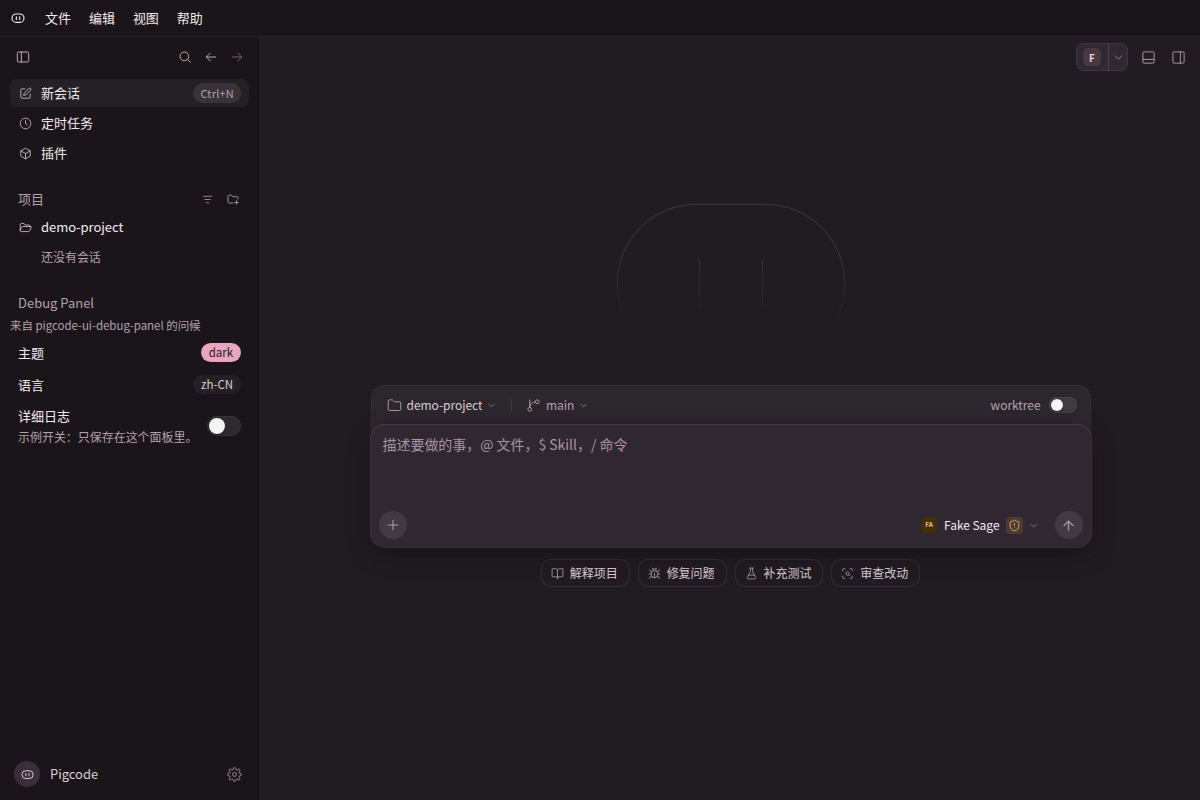 文件 编辑 视图 帮助
F
新会话 Ctrl+N
定时任务
插件
项目
demo-project
还没有会话
Debug Panel
来自 pigcode-ui-debug-panel 的问候
主题 dark
语言 zh-CN
详细日志
示例开关：只保存在这个面板里。
demo-project main worktree
描述要做的事，@ 文件，$ Skill，/ 命令
FA Fake Sage
解释项目 修复问题 补充测试 审查改动
Pigcode